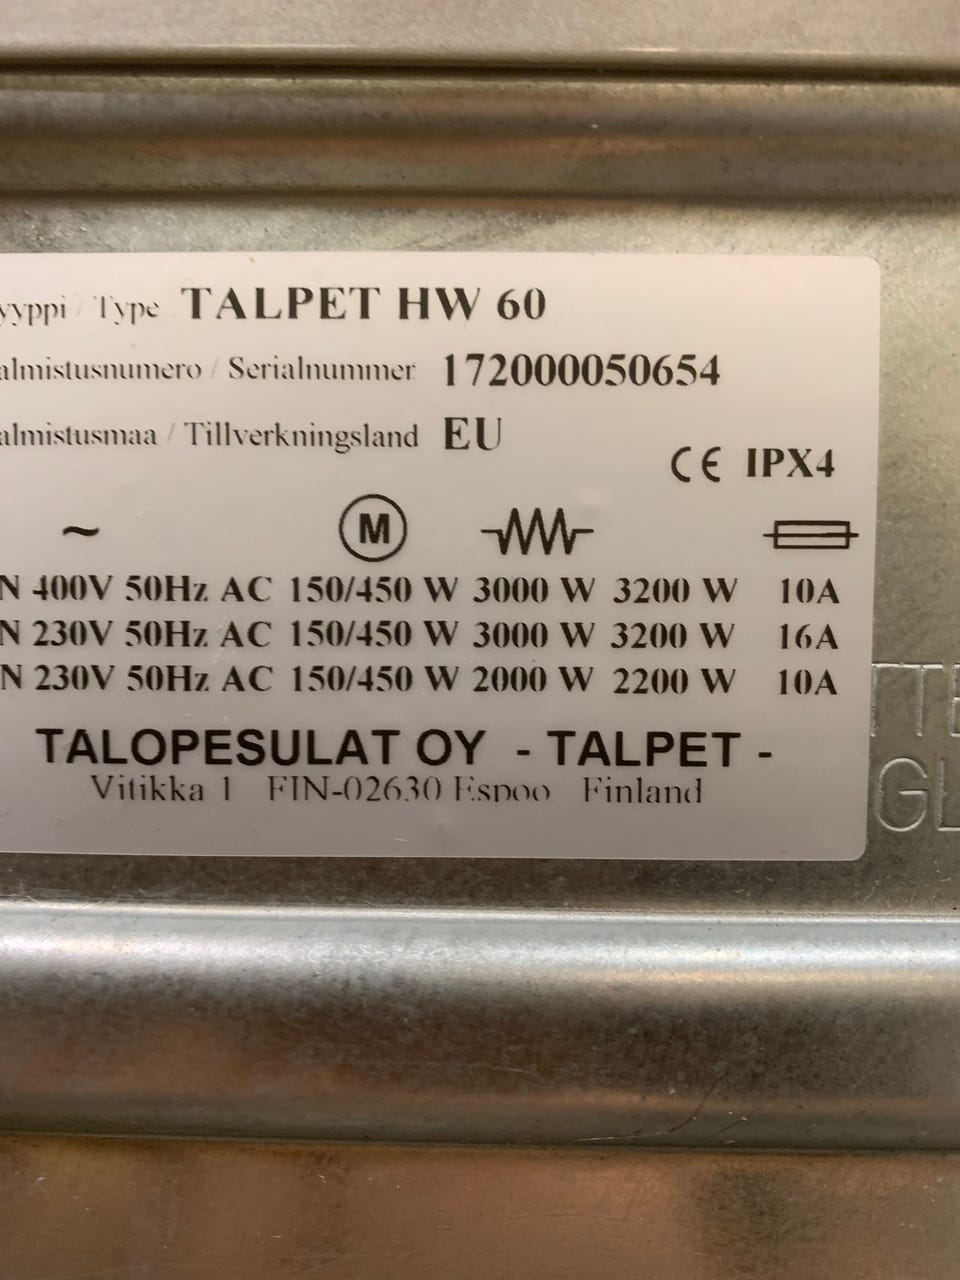 yyppi / Type TALPET HW 60
almistusnumero / Serialnummer 172000050654
almistusmaa / Tillverkningsland EU
CE IPX4
~ M
N 400V 50Hz AC 150/450 W 3000 W 3200 W 10A
N 230V 50Hz AC 150/450 W 3000 W 3200 W 16A
N 230V 50Hz AC 150/450 W 2000 W 2200 W 10A
TALOPESULAT OY - TALPET -
Vitikka 1 FIN-02630 Espoo Finland